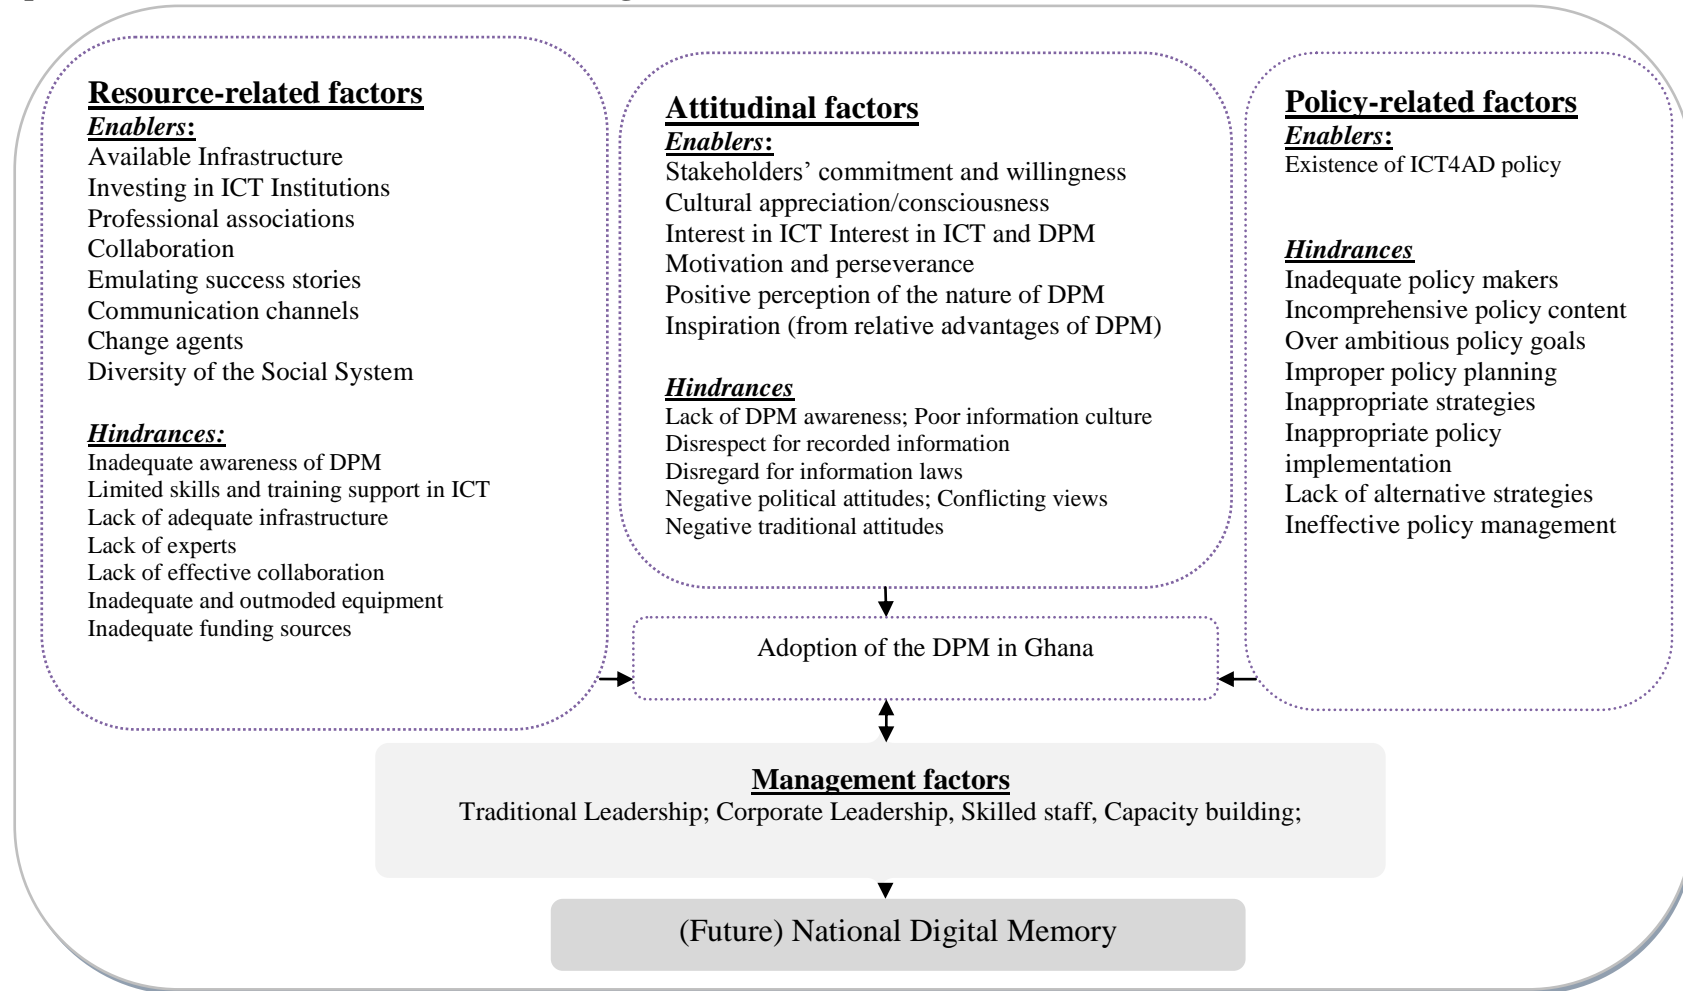 Resource-related factors
Enablers:
Available Infrastructure
Investing in ICT Institutions
Professional associations
Collaboration
Emulating success stories
Communication channels
Change agents
Diversity of the Social System
Hindrances:
Inadequate awareness of DPM
Limited skills and training support in ICT
Lack of adequate infrastructure
Lack of experts
Lack of effective collaboration
Inadequate and outmoded equipment
Inadequate funding sources
Attitudinal factors
Enablers:
Stakeholders’ commitment and willingness
Cultural appreciation/consciousness
Interest in ICT Interest in ICT and DPM
Motivation and perseverance
Positive perception of the nature of DPM
Inspiration (from relative advantages of DPM)
Hindrances
Lack of DPM awareness; Poor information culture
Disrespect for recorded information
Disregard for information laws
Negative political attitudes; Conflicting views
Negative traditional attitudes
Policy-related factors
Enablers:
Existence of ICT4AD policy
Hindrances
Inadequate policy makers
Incomprehensive policy content
Over ambitious policy goals
Improper policy planning
Inappropriate strategies
Inappropriate policy
implementation
Lack of alternative strategies
Ineffective policy management
Adoption of the DPM in Ghana
Management factors
Traditional Leadership; Corporate Leadership, Skilled staff, Capacity building;
(Future) National Digital Memory